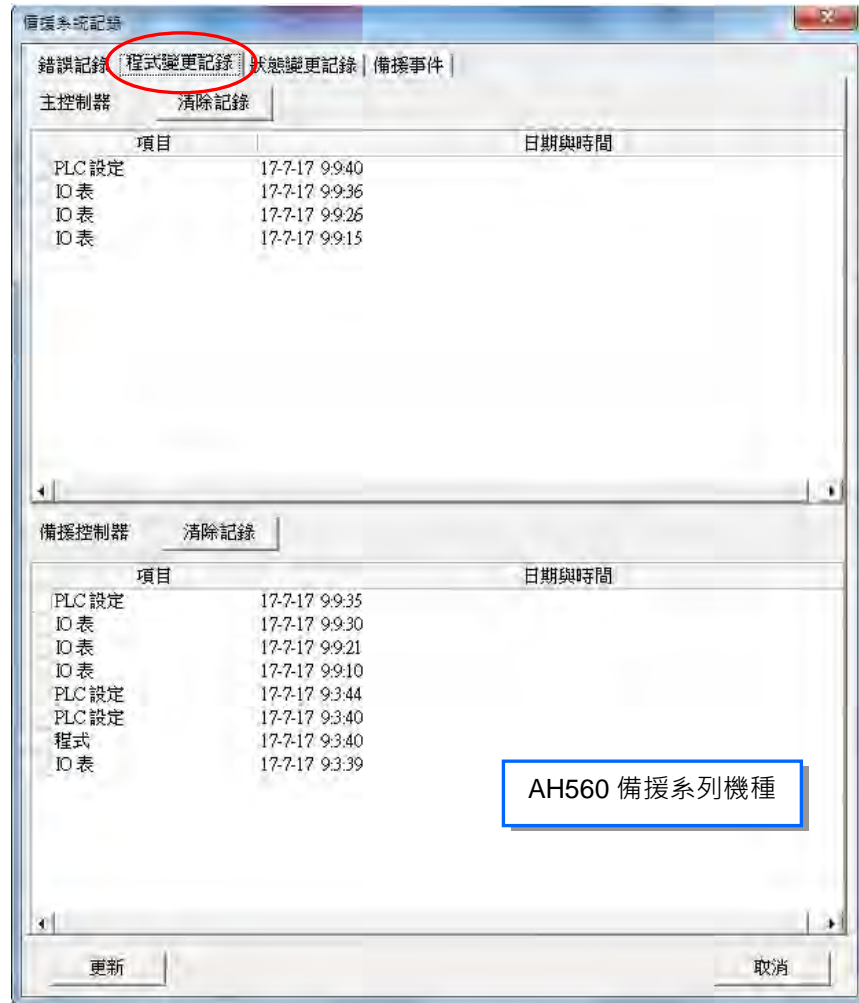 備援系統記錄
錯誤記錄 程式變更記錄 狀態變更記錄 備援事件
主控制器 清除記錄
項目 日期與時間
PLC 設定 17-7-17 9:9:40
IO 表 17-7-17 9:9:36
IO 表 17-7-17 9:9:26
IO 表 17-7-17 9:9:15
備援控制器 清除記錄
項目 日期與時間
PLC 設定 17-7-17 9:9:35
IO 表 17-7-17 9:9:30
IO 表 17-7-17 9:9:21
IO 表 17-7-17 9:9:10
PLC 設定 17-7-17 9:3:44
PLC 設定 17-7-17 9:3:40
程式 17-7-17 9:3:40
IO 表 17-7-17 9:3:39
AH560 備援系列機種
更新 取消